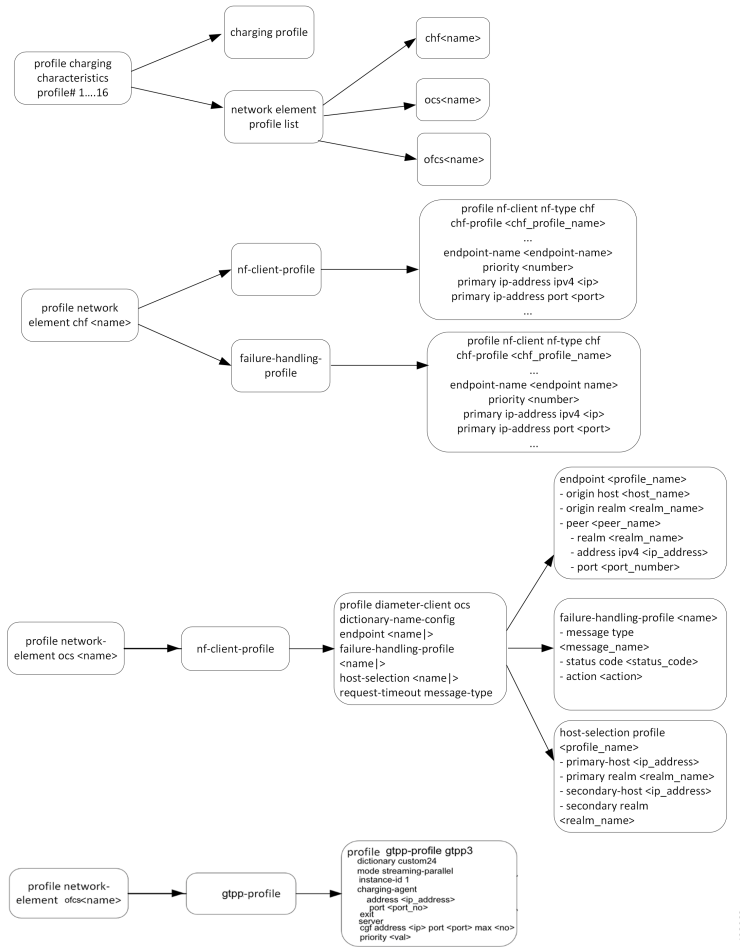 charging profile
profile charging
characteristics
profile# 1....16
network element
profile list
chf<name>
ocs<name>
ofcs<name>
profile network
element chf <name>
nf-client-profile
failure-handling-
profile
profile nf-client nf-type chf
chf-profile <chf_profile_name>
...
endpoint-name <endpoint-name>
priority <number>
primary ip-address ipv4 <ip>
primary ip-address port <port>
...
profile nf-client nf-type chf
chf-profile <chf_profile_name>
...
endpoint-name <endpoint name>
priority <number>
primary ip-address ipv4 <ip>
primary ip-address port <port>
...
profile network-
element ocs <name>
nf-client-profile
profile diameter-client ocs
dictionary-name-config
endpoint <name|>
failure-handling-profile
<name|>
host-selection <name|>
request-timeout message-type
endpoint <profile_name>
- origin host <host_name>
- origin realm <realm_name>
- peer <peer_name>
- realm <realm_name>
- address ipv4 <ip_address>
- port <port_number>
failure-handling-profile <name>
- message type
<message_name>
- status code <status_code>
- action <action>
host-selection profile
<profile_name>
- primary-host <ip_address>
- primary realm <realm_name>
- secondary-host <ip_address>
- secondary realm
<realm_name>
profile network-
element ofcs<name>
gtpp-profile
profile gtpp-profile gtpp3
dictionary custom24
mode streaming-parallel
instance-id 1
charging-agent
address <ip_address>
port <port_no>
exit
server
cgf address <ip> port <port> max <no>
priority <val>